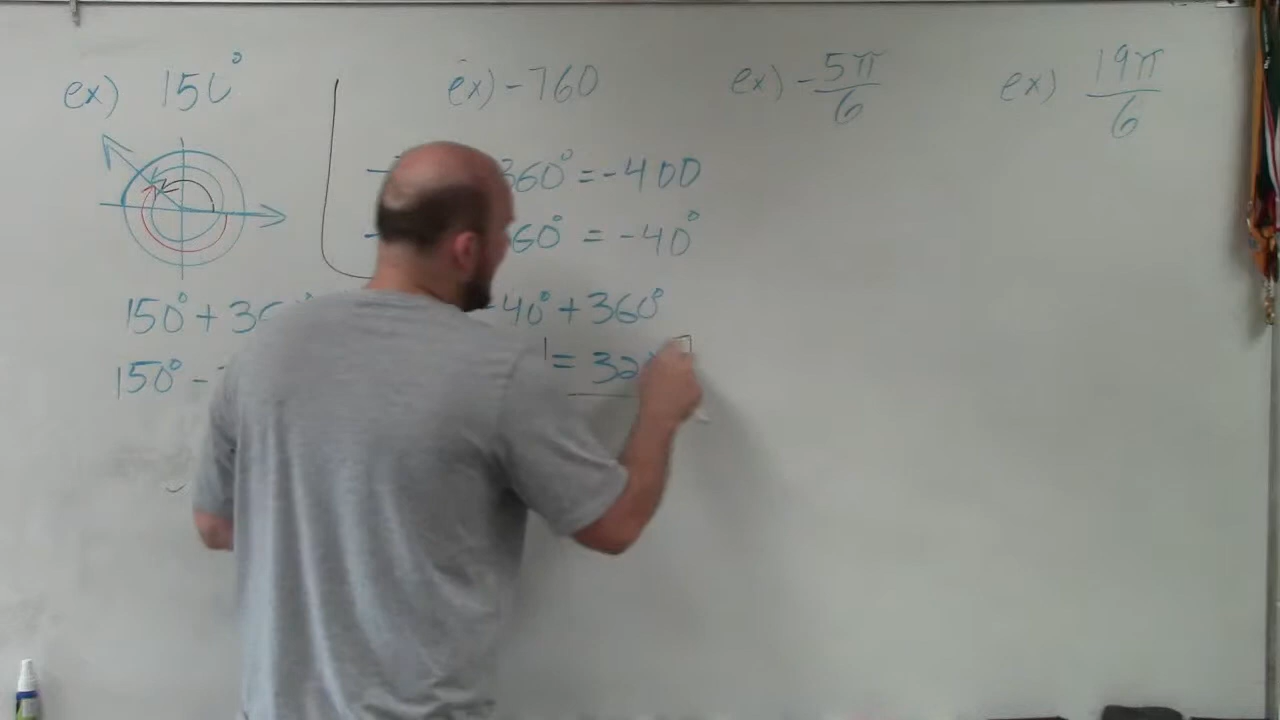 ex) 150°
150° + 36
150° -
ex) -760
360° = -400
60° = -40°
-40° + 360°
= 32
ex) -5π/6
ex) 19π/6